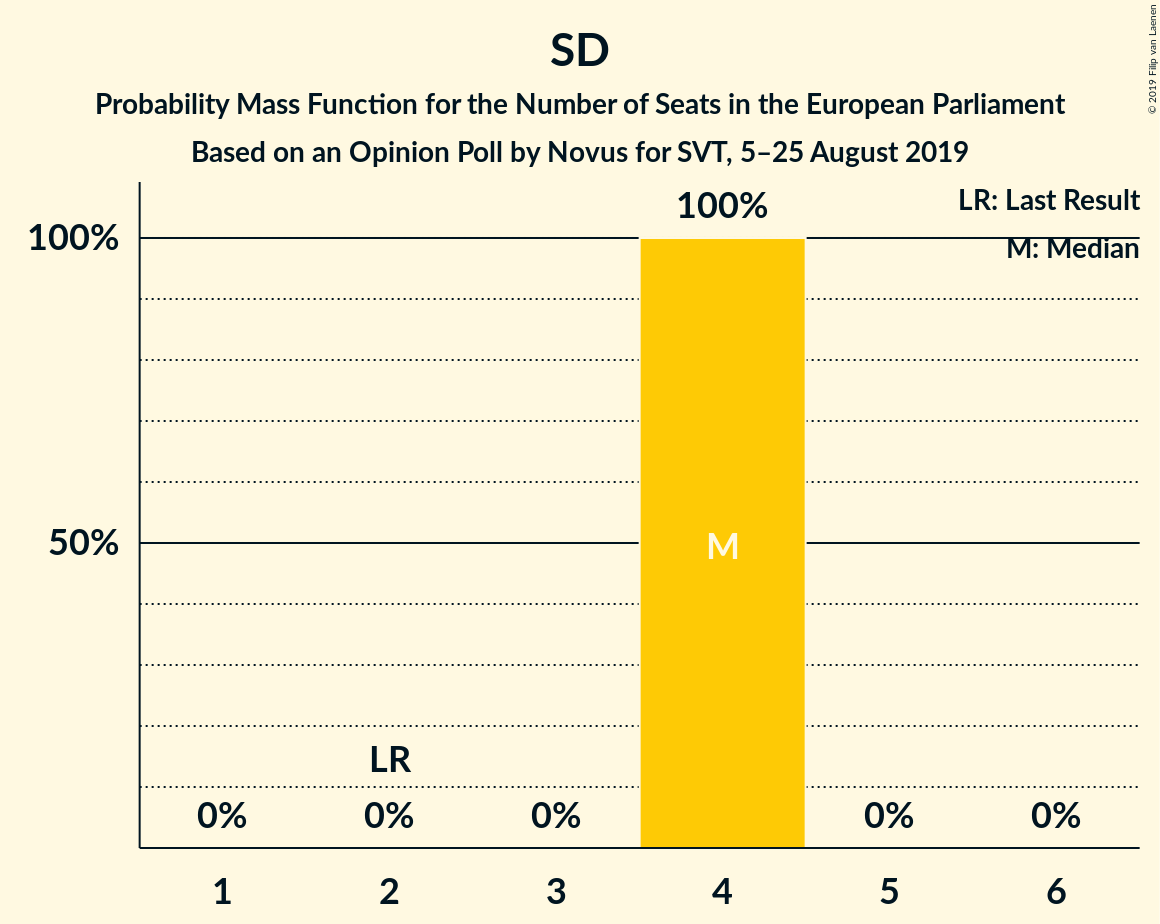 SD
Probability Mass Function for the Number of Seats in the European Parliament
Based on an Opinion Poll by Novus for SVT, 5–25 August 2019
© 2019 Filip van Laenen
LR: Last Result
M: Median
100%
100%
50%
M
LR
0%
0%
0%
0%
0%
1
2
3
4
5
6